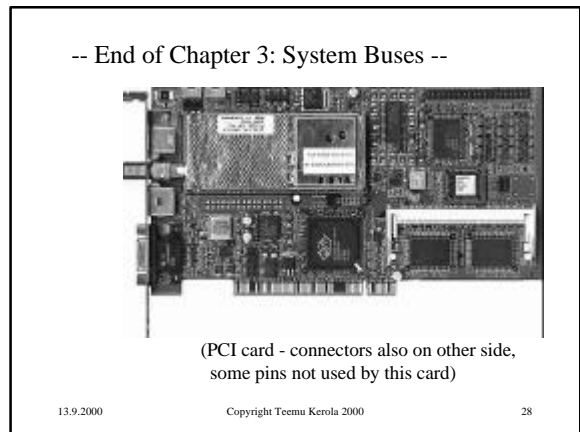 -- End of Chapter 3: System Buses --
(PCI card - connectors also on other side,
some pins not used by this card)
13.9.2000 Copyright Teemu Kerola 2000 28